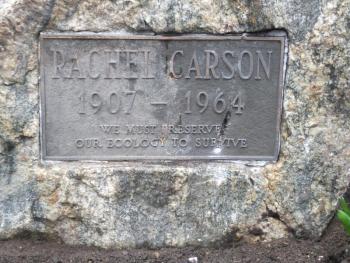 RACHEL CARSON
1907 - 1964
WE MUST PRESERVE
OUR ECOLOGY TO SURVIVE